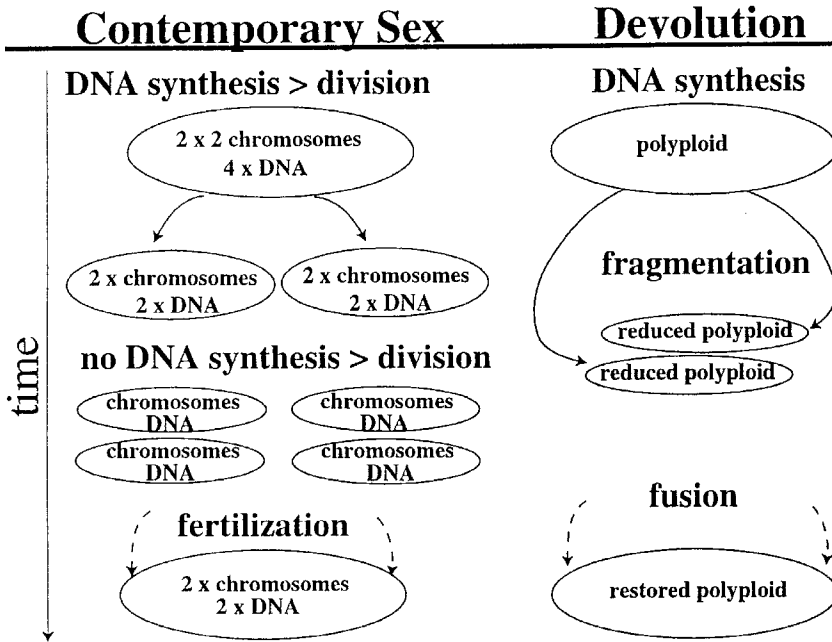 Contemporary Sex
Devolution
DNA synthesis > division
DNA synthesis
2 x 2 chromosomes
4 x DNA
polyploid
2 x chromosomes
2 x DNA
2 x chromosomes
2 x DNA
fragmentation
reduced polyploid
reduced polyploid
no DNA synthesis > division
chromosomes
DNA
chromosomes
DNA
chromosomes
DNA
chromosomes
DNA
fertilization
fusion
2 x chromosomes
2 x DNA
restored polyploid
time